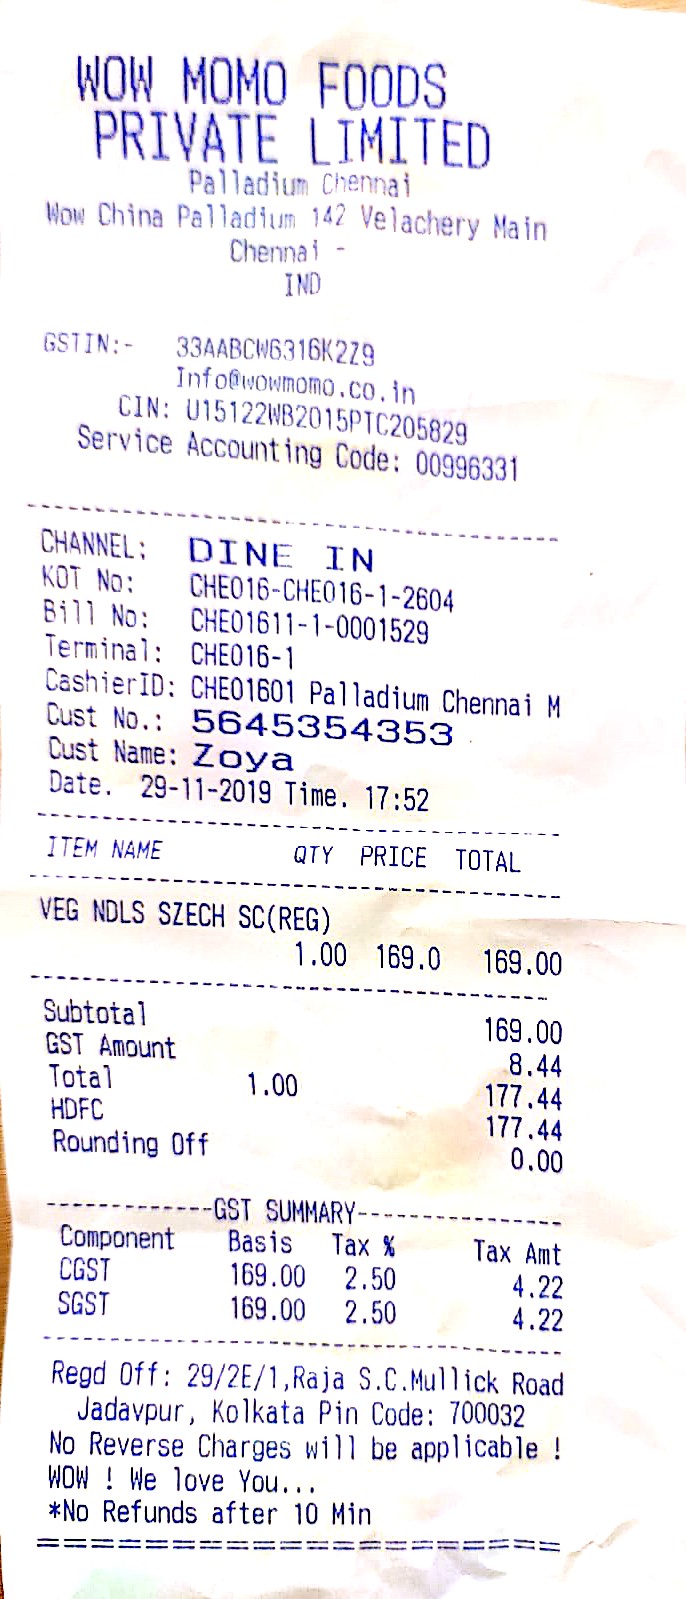 WOW MOMO FOODS
PRIVATE LIMITED
Palladium Chennai
Wow China Palladium 142 Velachery Main
Chennai -
IND
GSTIN:- 33AABCW6316K2Z9
Info@wowmomo.co.in
CIN: U15122WB2015PTC205829
Service Accounting Code: 00996331
--------------------------------
CHANNEL: DINE IN
KOT No: CHE016-CHE016-1-2604
Bill No: CHE01611-1-0001529
Terminal: CHE016-1
CashierID: CHE01601 Palladium Chennai M
Cust No.: 5645354353
Cust Name: Zoya
Date. 29-11-2019 Time. 17:52
--------------------------------
ITEM NAME QTY PRICE TOTAL
--------------------------------
VEG NDLS SZECH SC(REG)
1.00 169.0 169.00
--------------------------------
Subtotal 169.00
GST Amount 8.44
Total 1.00 177.44
HDFC 177.44
Rounding Off 0.00
-------------GST SUMMARY----------------
Component Basis Tax % Tax Amt
CGST 169.00 2.50 4.22
SGST 169.00 2.50 4.22
--------------------------------
Regd Off: 29/2E/1,Raja S.C.Mullick Road
Jadavpur, Kolkata Pin Code: 700032
No Reverse Charges will be applicable !
WOW ! We love You...
*No Refunds after 10 Min
====================